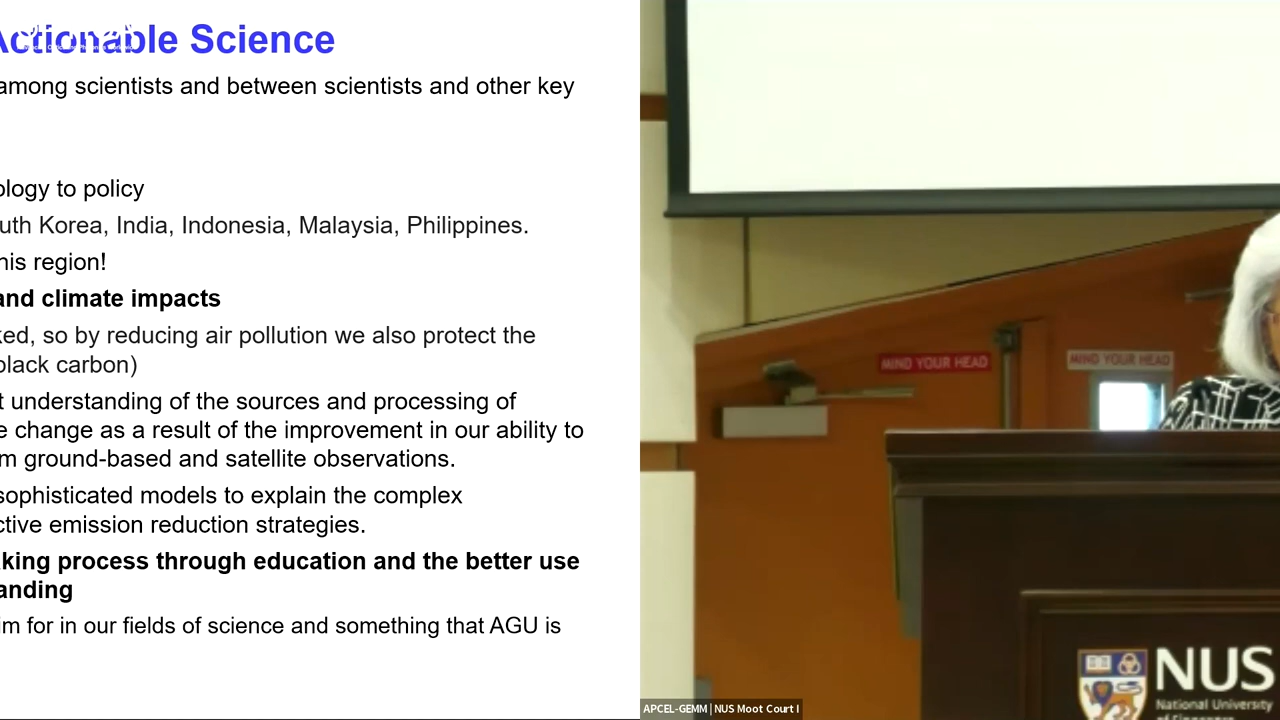 Actionable Science
among scientists and between scientists and other key
ology to policy
uth Korea, India, Indonesia, Malaysia, Philippines.
his region!
and climate impacts
ked, so by reducing air pollution we also protect the
black carbon)
t understanding of the sources and processing of
e change as a result of the improvement in our ability to
m ground-based and satellite observations.
sophisticated models to explain the complex
ctive emission reduction strategies.
aking process through education and the better use
anding
im for in our fields of science and something that AGU is
MIND YOUR HEAD
MIND YOUR HEAD
NUS
National University
of Singapore
APCEL-GEMM | NUS Moot Court I